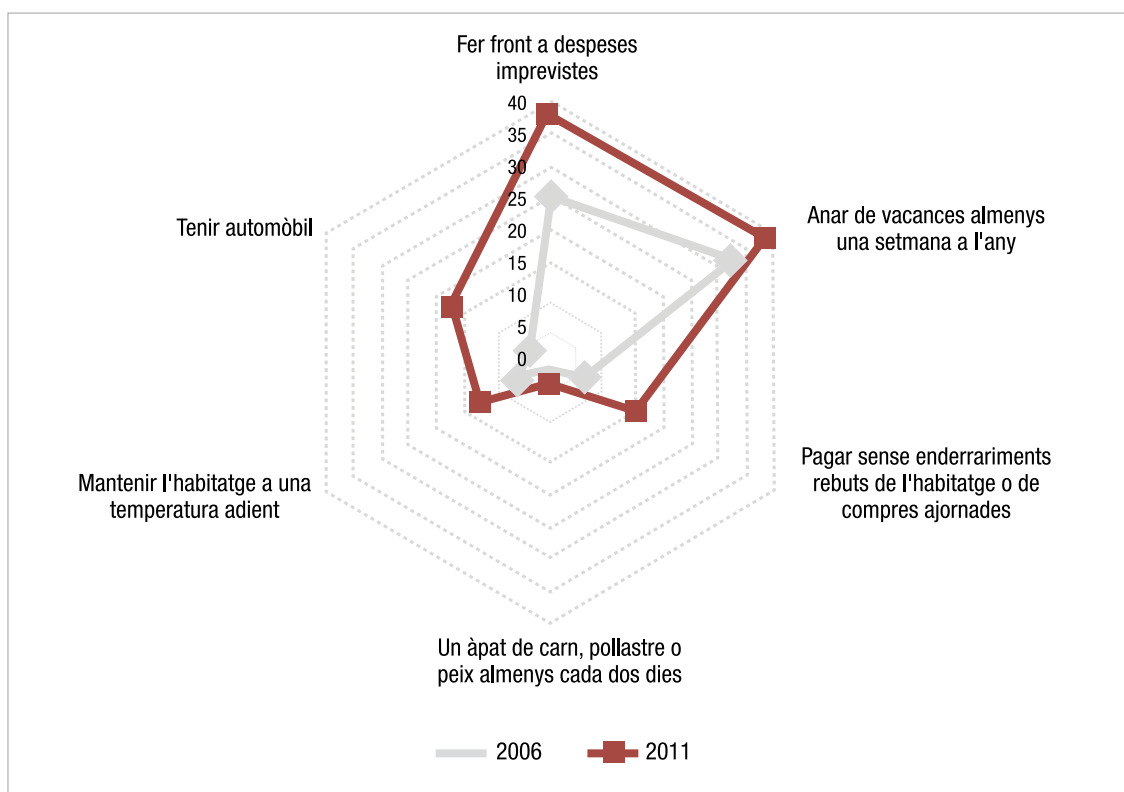 Fer front a despeses
imprevistes
40
35
30
25
20
15
10
5
0
Anar de vacances almenys
una setmana a l'any
Tenir automòbil
Pagar sense enderrariments
rebuts de l'habitatge o de
compres ajornades
Mantenir l'habitatge a una
temperatura adient
Un àpat de carn, pollastre o
peix almenys cada dos dies
2006
2011